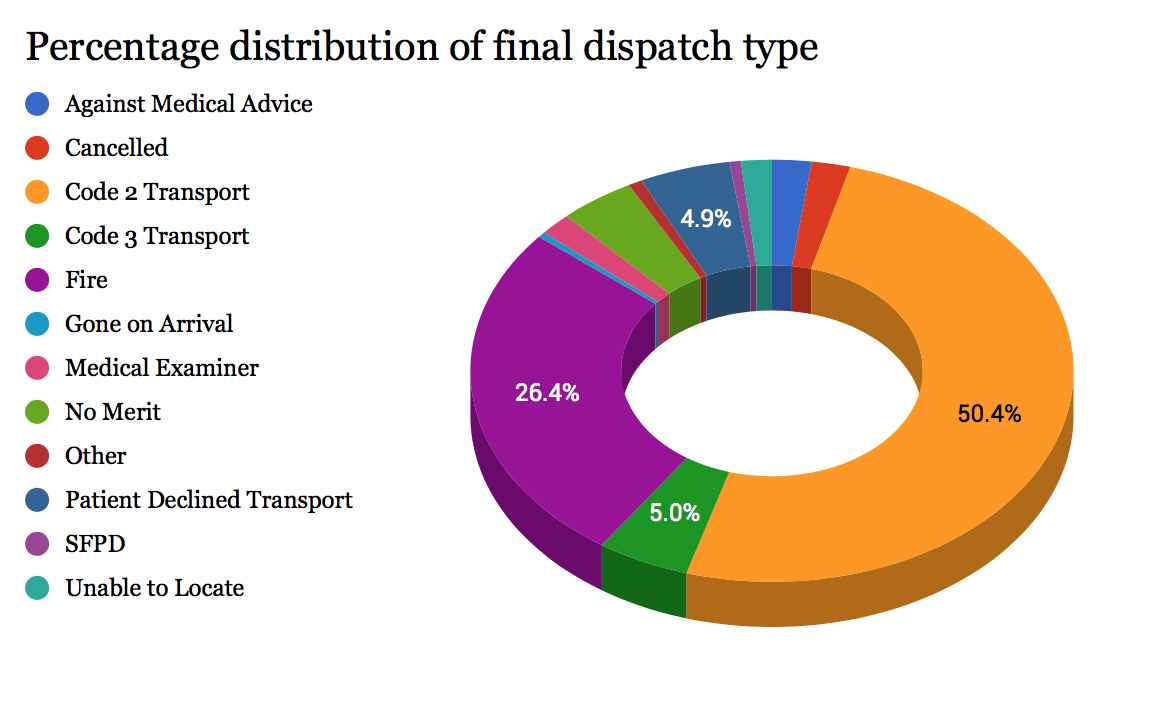 Percentage distribution of final dispatch type
Against Medical Advice
Cancelled
Code 2 Transport
Code 3 Transport
Fire
Gone on Arrival
Medical Examiner
No Merit
Other
Patient Declined Transport
SFPD
Unable to Locate
4.9%
26.4%
50.4%
5.0%